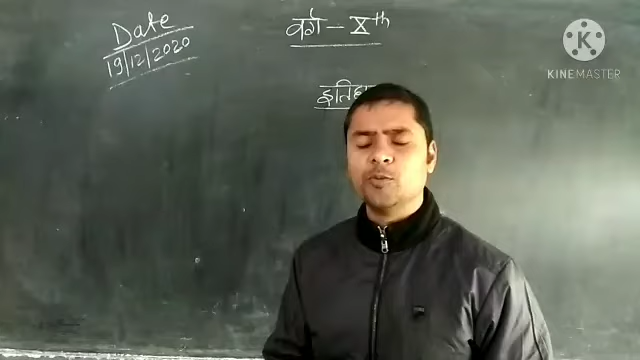 Date
19/12/2020
वर्ग - Xth
KINEMASTER